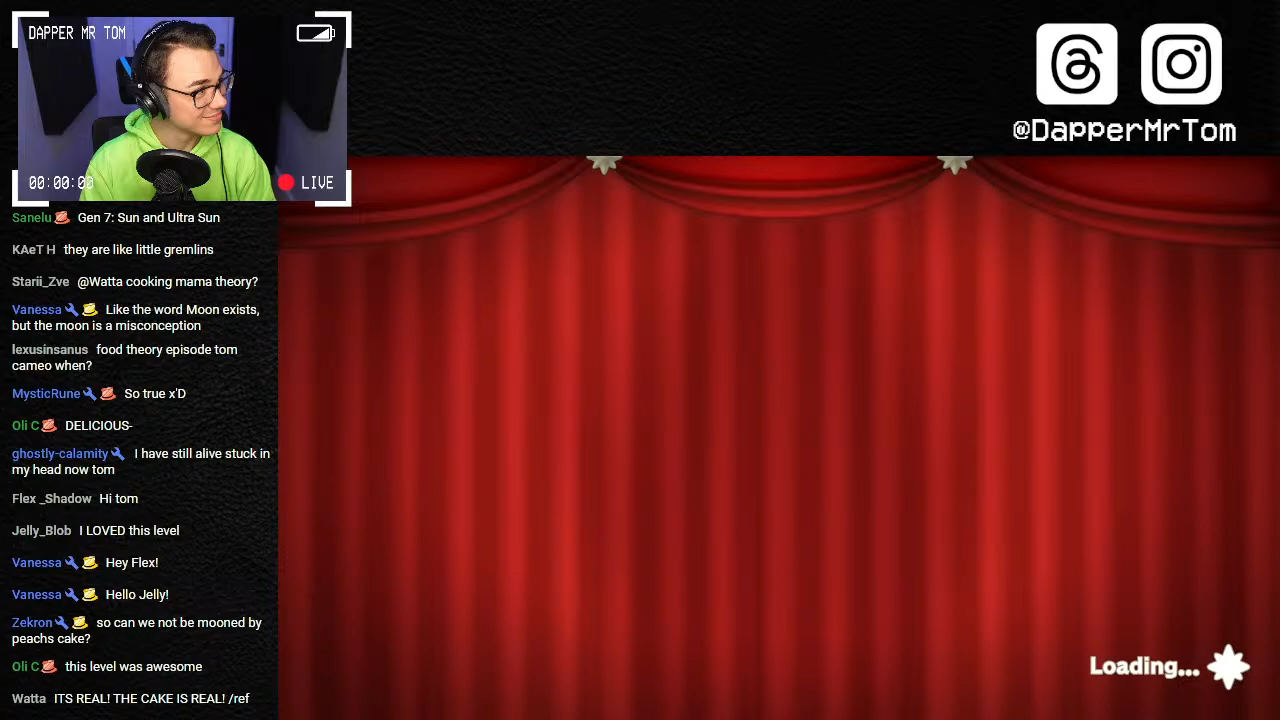 DAPPER MR TOM
00:00:00
LIVE
@DapperMrTom
Sanelu Gen 7: Sun and Ultra Sun
KAeT H they are like little gremlins
Starii_Zve @Watta cooking mama theory?
Vanessa Like the word Moon exists,
but the moon is a misconception
lexusinsanus food theory episode tom
cameo when?
MysticRune So true x'D
Oli C DELICIOUS-
ghostly-calamity I have still alive stuck in
my head now tom
Flex _Shadow Hi tom
Jelly_Blob I LOVED this level
Vanessa Hey Flex!
Vanessa Hello Jelly!
Zekron so can we not be mooned by
peachs cake?
Oli C this level was awesome
Watta ITS REAL! THE CAKE IS REAL! /ref
Loading...